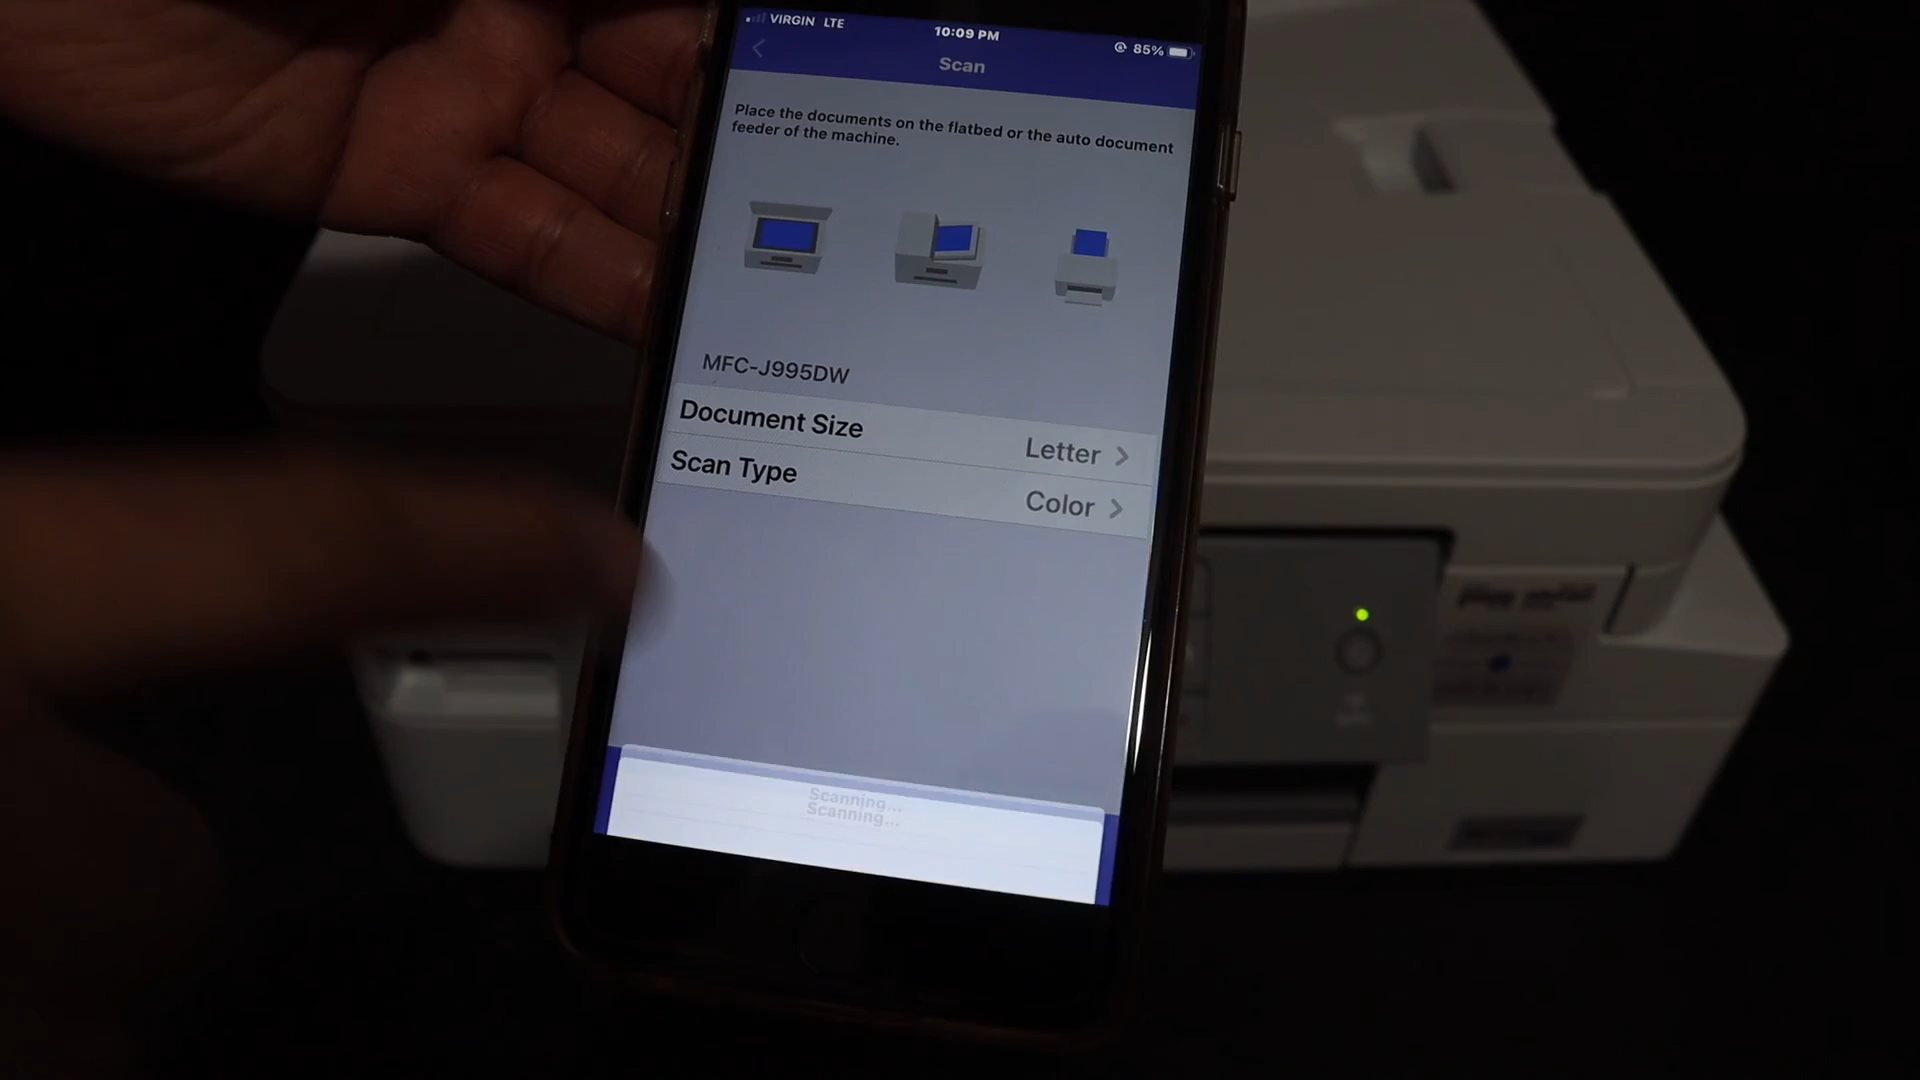 VIRGIN LTE
10:09 PM
85%
Scan
Place the documents on the flatbed or the auto document
feeder of the machine.
MFC-J995DW
Document Size
Letter
Scan Type
Color
Scanning...
Scanning...